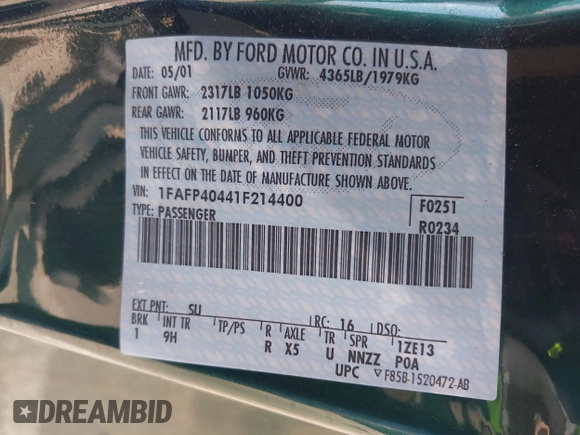 MFD. BY FORD MOTOR CO. IN U.S.A.
DATE: 05/01 GVWR: 4365LB/1979KG
FRONT GAWR: 2317LB 1050KG
REAR GAWR: 2117LB 960KG
THIS VEHICLE CONFORMS TO ALL APPLICABLE FEDERAL MOTOR
VEHICLE SAFETY, BUMPER, AND THEFT PREVENTION STANDARDS
IN EFFECT ON THE DATE OF MANUFACTURE SHOWN ABOVE.
VIN: 1FAFP40441F214400 F0251
TYPE: PASSENGER R0234
EXT PNT: SU RC: 16 DSO:
BRK INT TR TP/PS R AXLE TR SPR 1ZE13
1 9H R X5 U NNZZ POA
UPC ▽ F85B-1520472-AB
DREAMBID